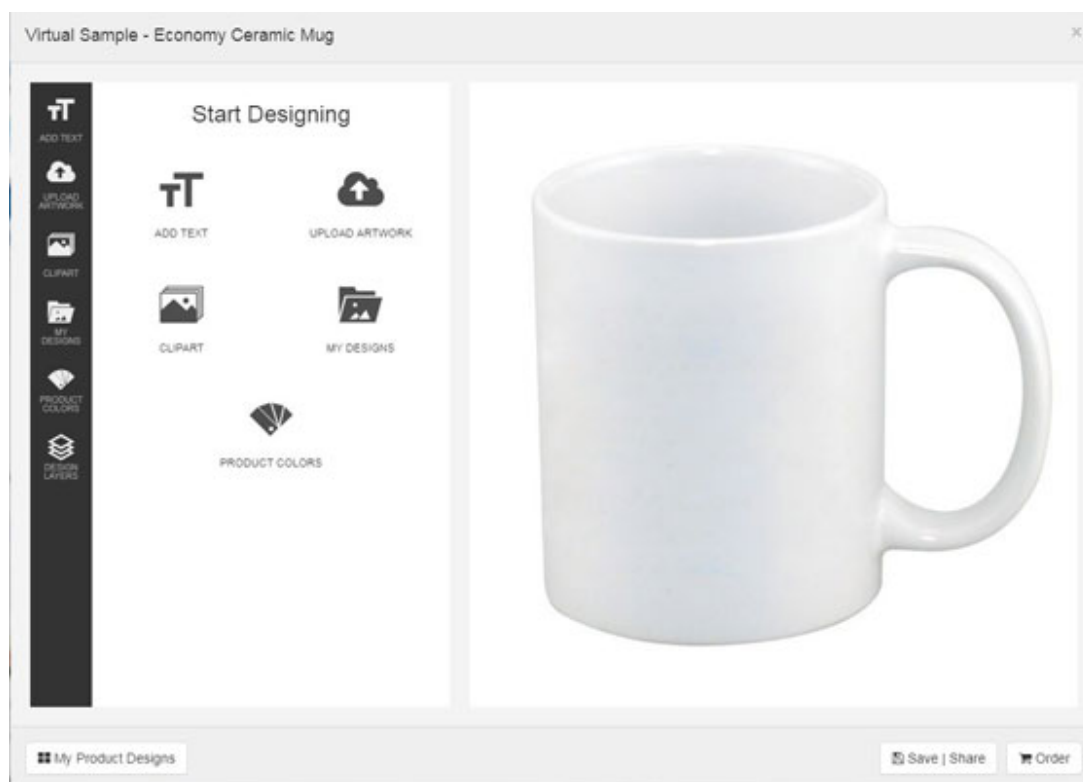 Virtual Sample - Economy Ceramic Mug
×
ADD TEXT
UPLOAD
ARTWORK
CLIPART
MY
DESIGNS
PRODUCT
COLORS
DESIGN
LAYERS
Start Designing
ADD TEXT
UPLOAD ARTWORK
CLIPART
MY DESIGNS
PRODUCT COLORS
My Product Designs
Save | Share
Order